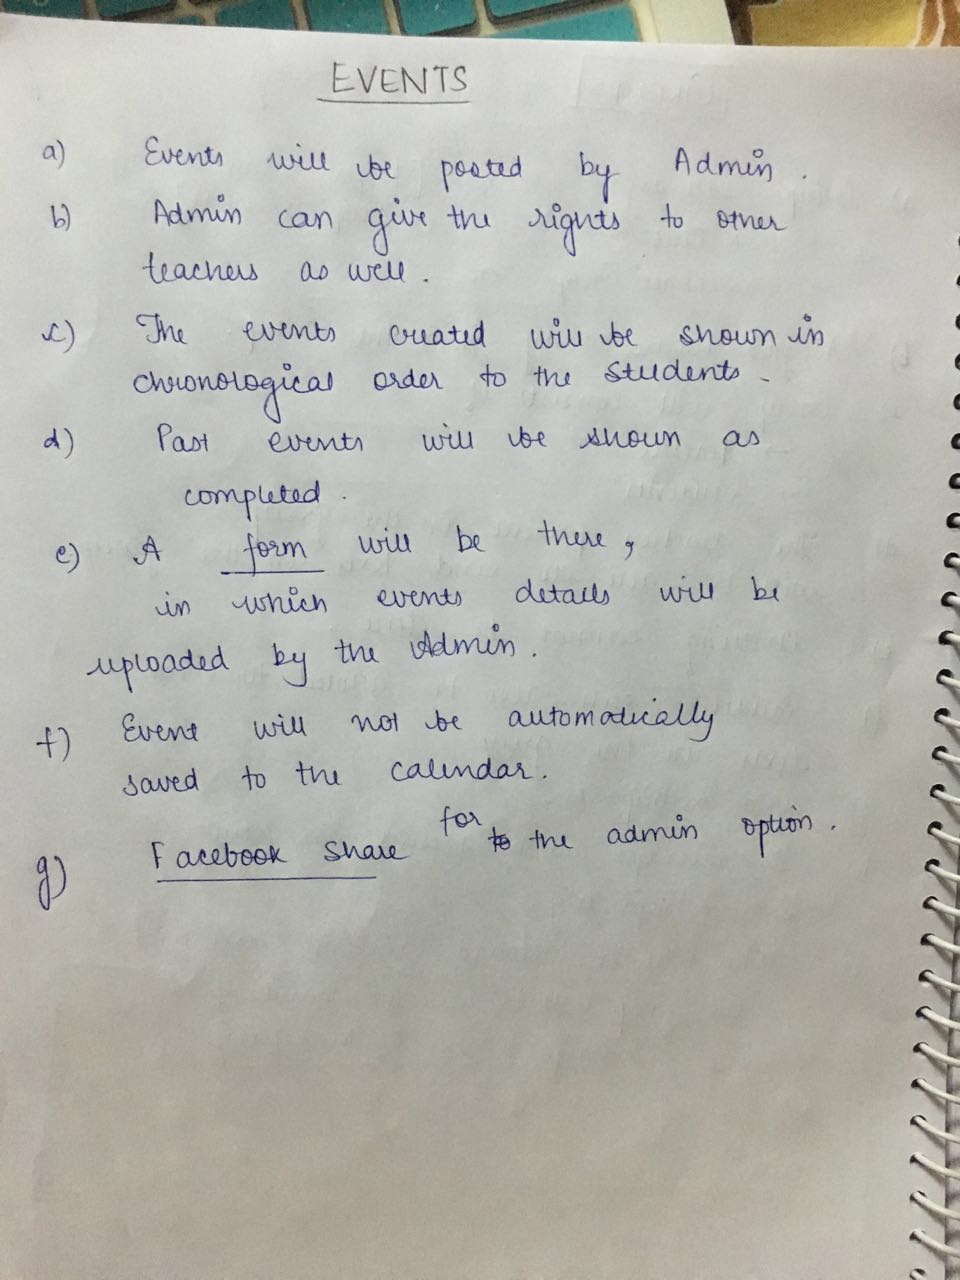 EVENTS
a) Events will be posted by Admin.
b) Admin can give the rights to other
teachers as well.
c) The events created will be shown in
chronological order to the students.
d) Past events will be shown as
completed.
e) A form will be there,
in which events details will be
uploaded by the Admin.
f) Event will not be automatically
saved to the calendar.
g) Facebook share for the admin option.